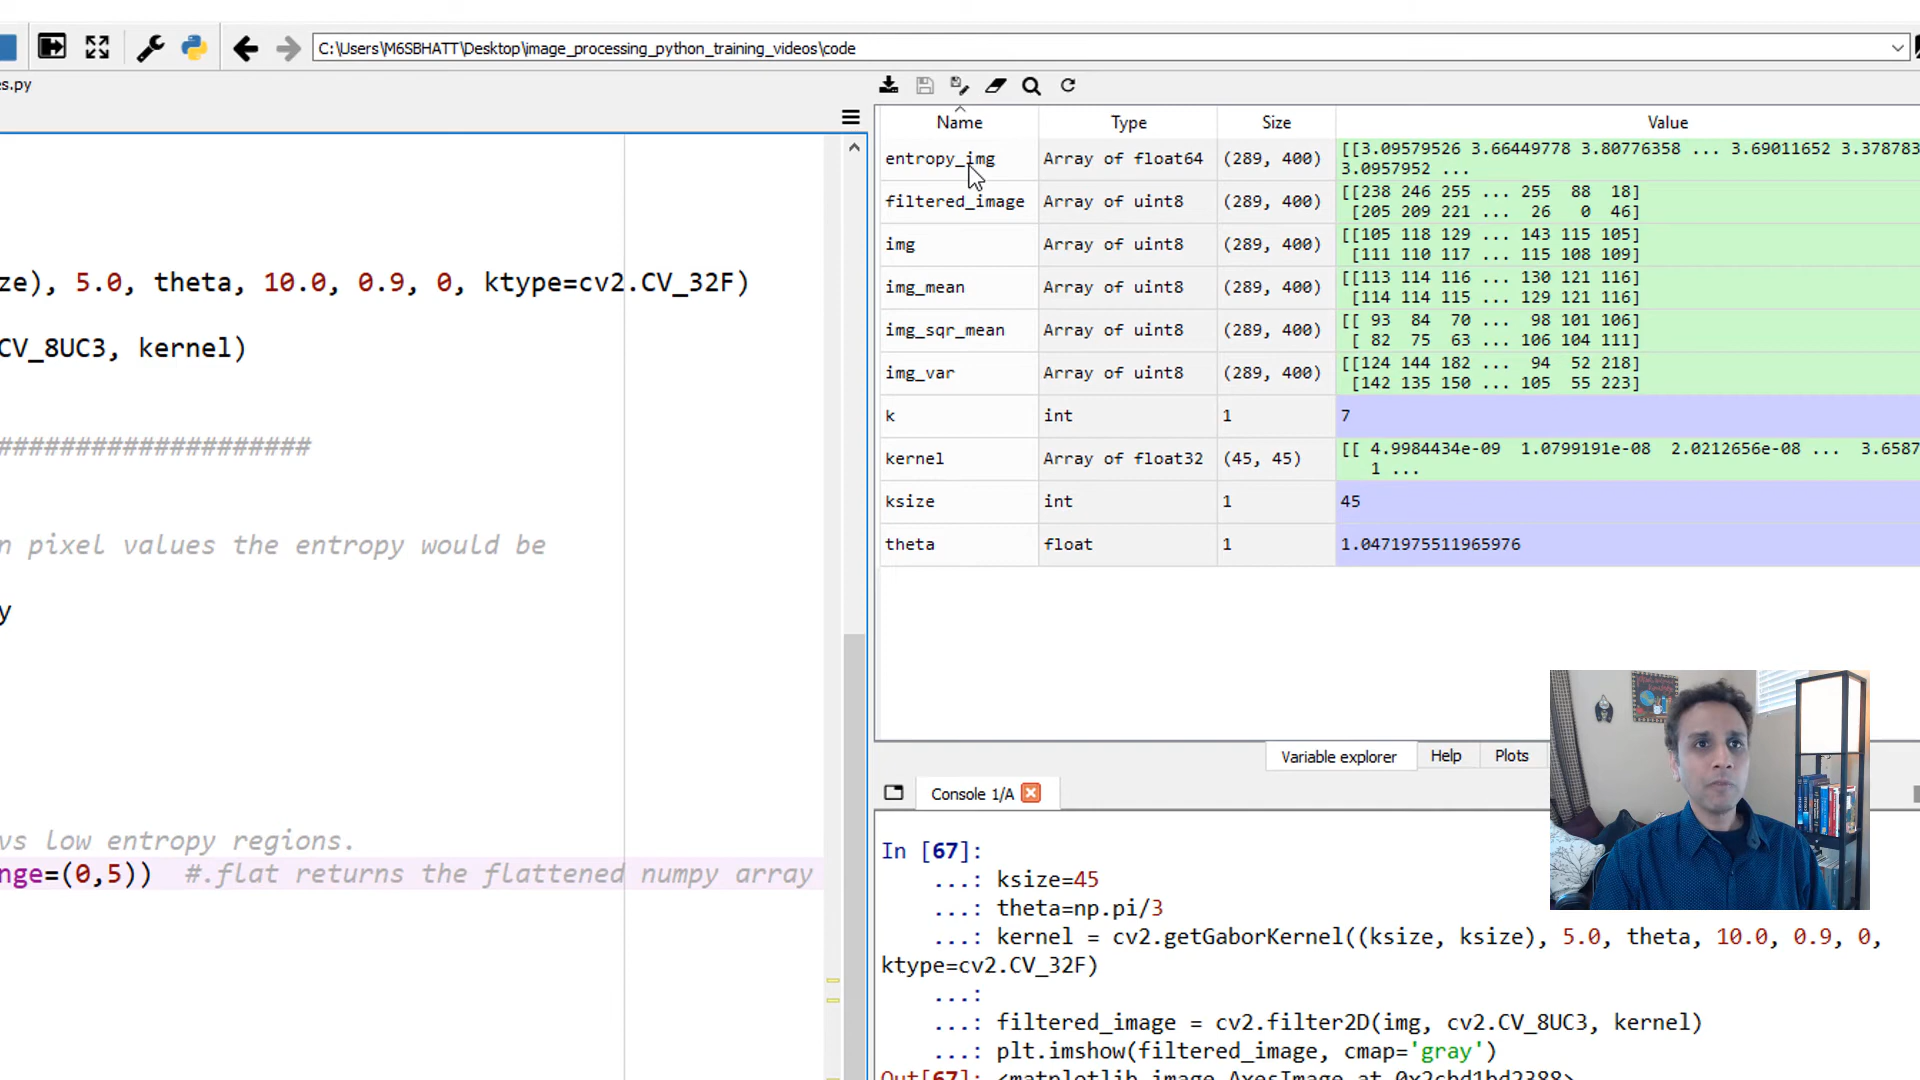 C:\Users\M6SBHATT\Desktop\image_processing_python_training_videos\code
s.py
ze), 5.0, theta, 10.0, 0.9, 0, ktype=cv2.CV_32F)
CV_8UC3, kernel)
####################
n pixel values the entropy would be
y
vs low entropy regions.
nge=(0,5)) #.flat returns the flattened numpy array
Name Type Size Value
entropy_img Array of float64 (289, 400) [[3.09579526 3.66449778 3.80776358 ... 3.69011652 3.378783
3.0957952 ...
filtered_image Array of uint8 (289, 400) [[238 246 255 ... 255 88 18]
[205 209 221 ... 26 0 46]
img Array of uint8 (289, 400) [[105 118 129 ... 143 115 105]
[111 110 117 ... 115 108 109]
img_mean Array of uint8 (289, 400) [[113 114 116 ... 130 121 116]
[114 114 115 ... 129 121 116]
img_sqr_mean Array of uint8 (289, 400) [[ 93 84 70 ... 98 101 106]
[ 82 75 63 ... 106 104 111]
img_var Array of uint8 (289, 400) [[124 144 182 ... 94 52 218]
[142 135 150 ... 105 55 223]
k int 1 7
kernel Array of float32 (45, 45) [[ 4.9984434e-09 1.0799191e-08 2.0212656e-08 ... 3.6587
1 ...
ksize int 1 45
theta float 1 1.0471975511965976
Variable explorer Help Plots
Console 1/A
In [67]:
...: ksize=45
...: theta=np.pi/3
...: kernel = cv2.getGaborKernel((ksize, ksize), 5.0, theta, 10.0, 0.9, 0,
ktype=cv2.CV_32F)
...:
...: filtered_image = cv2.filter2D(img, cv2.CV_8UC3, kernel)
...: plt.imshow(filtered_image, cmap='gray')
Out[67]: <matplotlib.image.AxesImage at 0x2cbd1bd2388>